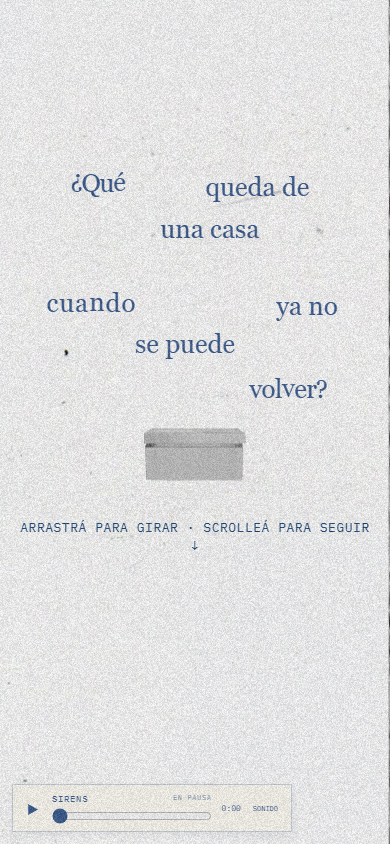 ¿Qué queda de
una casa
cuando ya no
se puede
volver?
ARRASTRÁ PARA GIRAR · SCROLLEÁ PARA SEGUIR
↓
SIRENS EN PAUSA
0:00 SONIDO